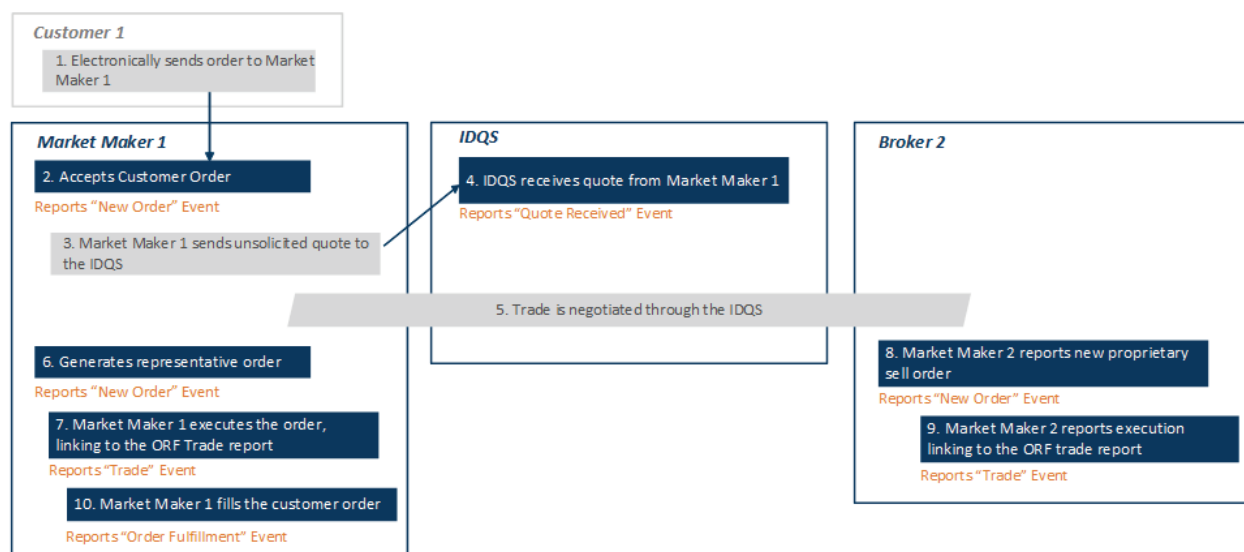 Customer 1
1. Electronically sends order to Market
Maker 1
Market Maker 1
2. Accepts Customer Order
Reports “New Order” Event
3. Market Maker 1 sends unsolicited quote to
the IDQS
IDQS
4. IDQS receives quote from Market Maker 1
Reports “Quote Received” Event
Broker 2
5. Trade is negotiated through the IDQS
6. Generates representative order
Reports “New Order” Event
7. Market Maker 1 executes the order,
linking to the ORF Trade report
Reports “Trade” Event
8. Market Maker 2 reports new proprietary
sell order
Reports “New Order” Event
9. Market Maker 2 reports execution
linking to the ORF trade report
Reports “Trade” Event
10. Market Maker 1 fills the customer order
Reports “Order Fulfillment” Event